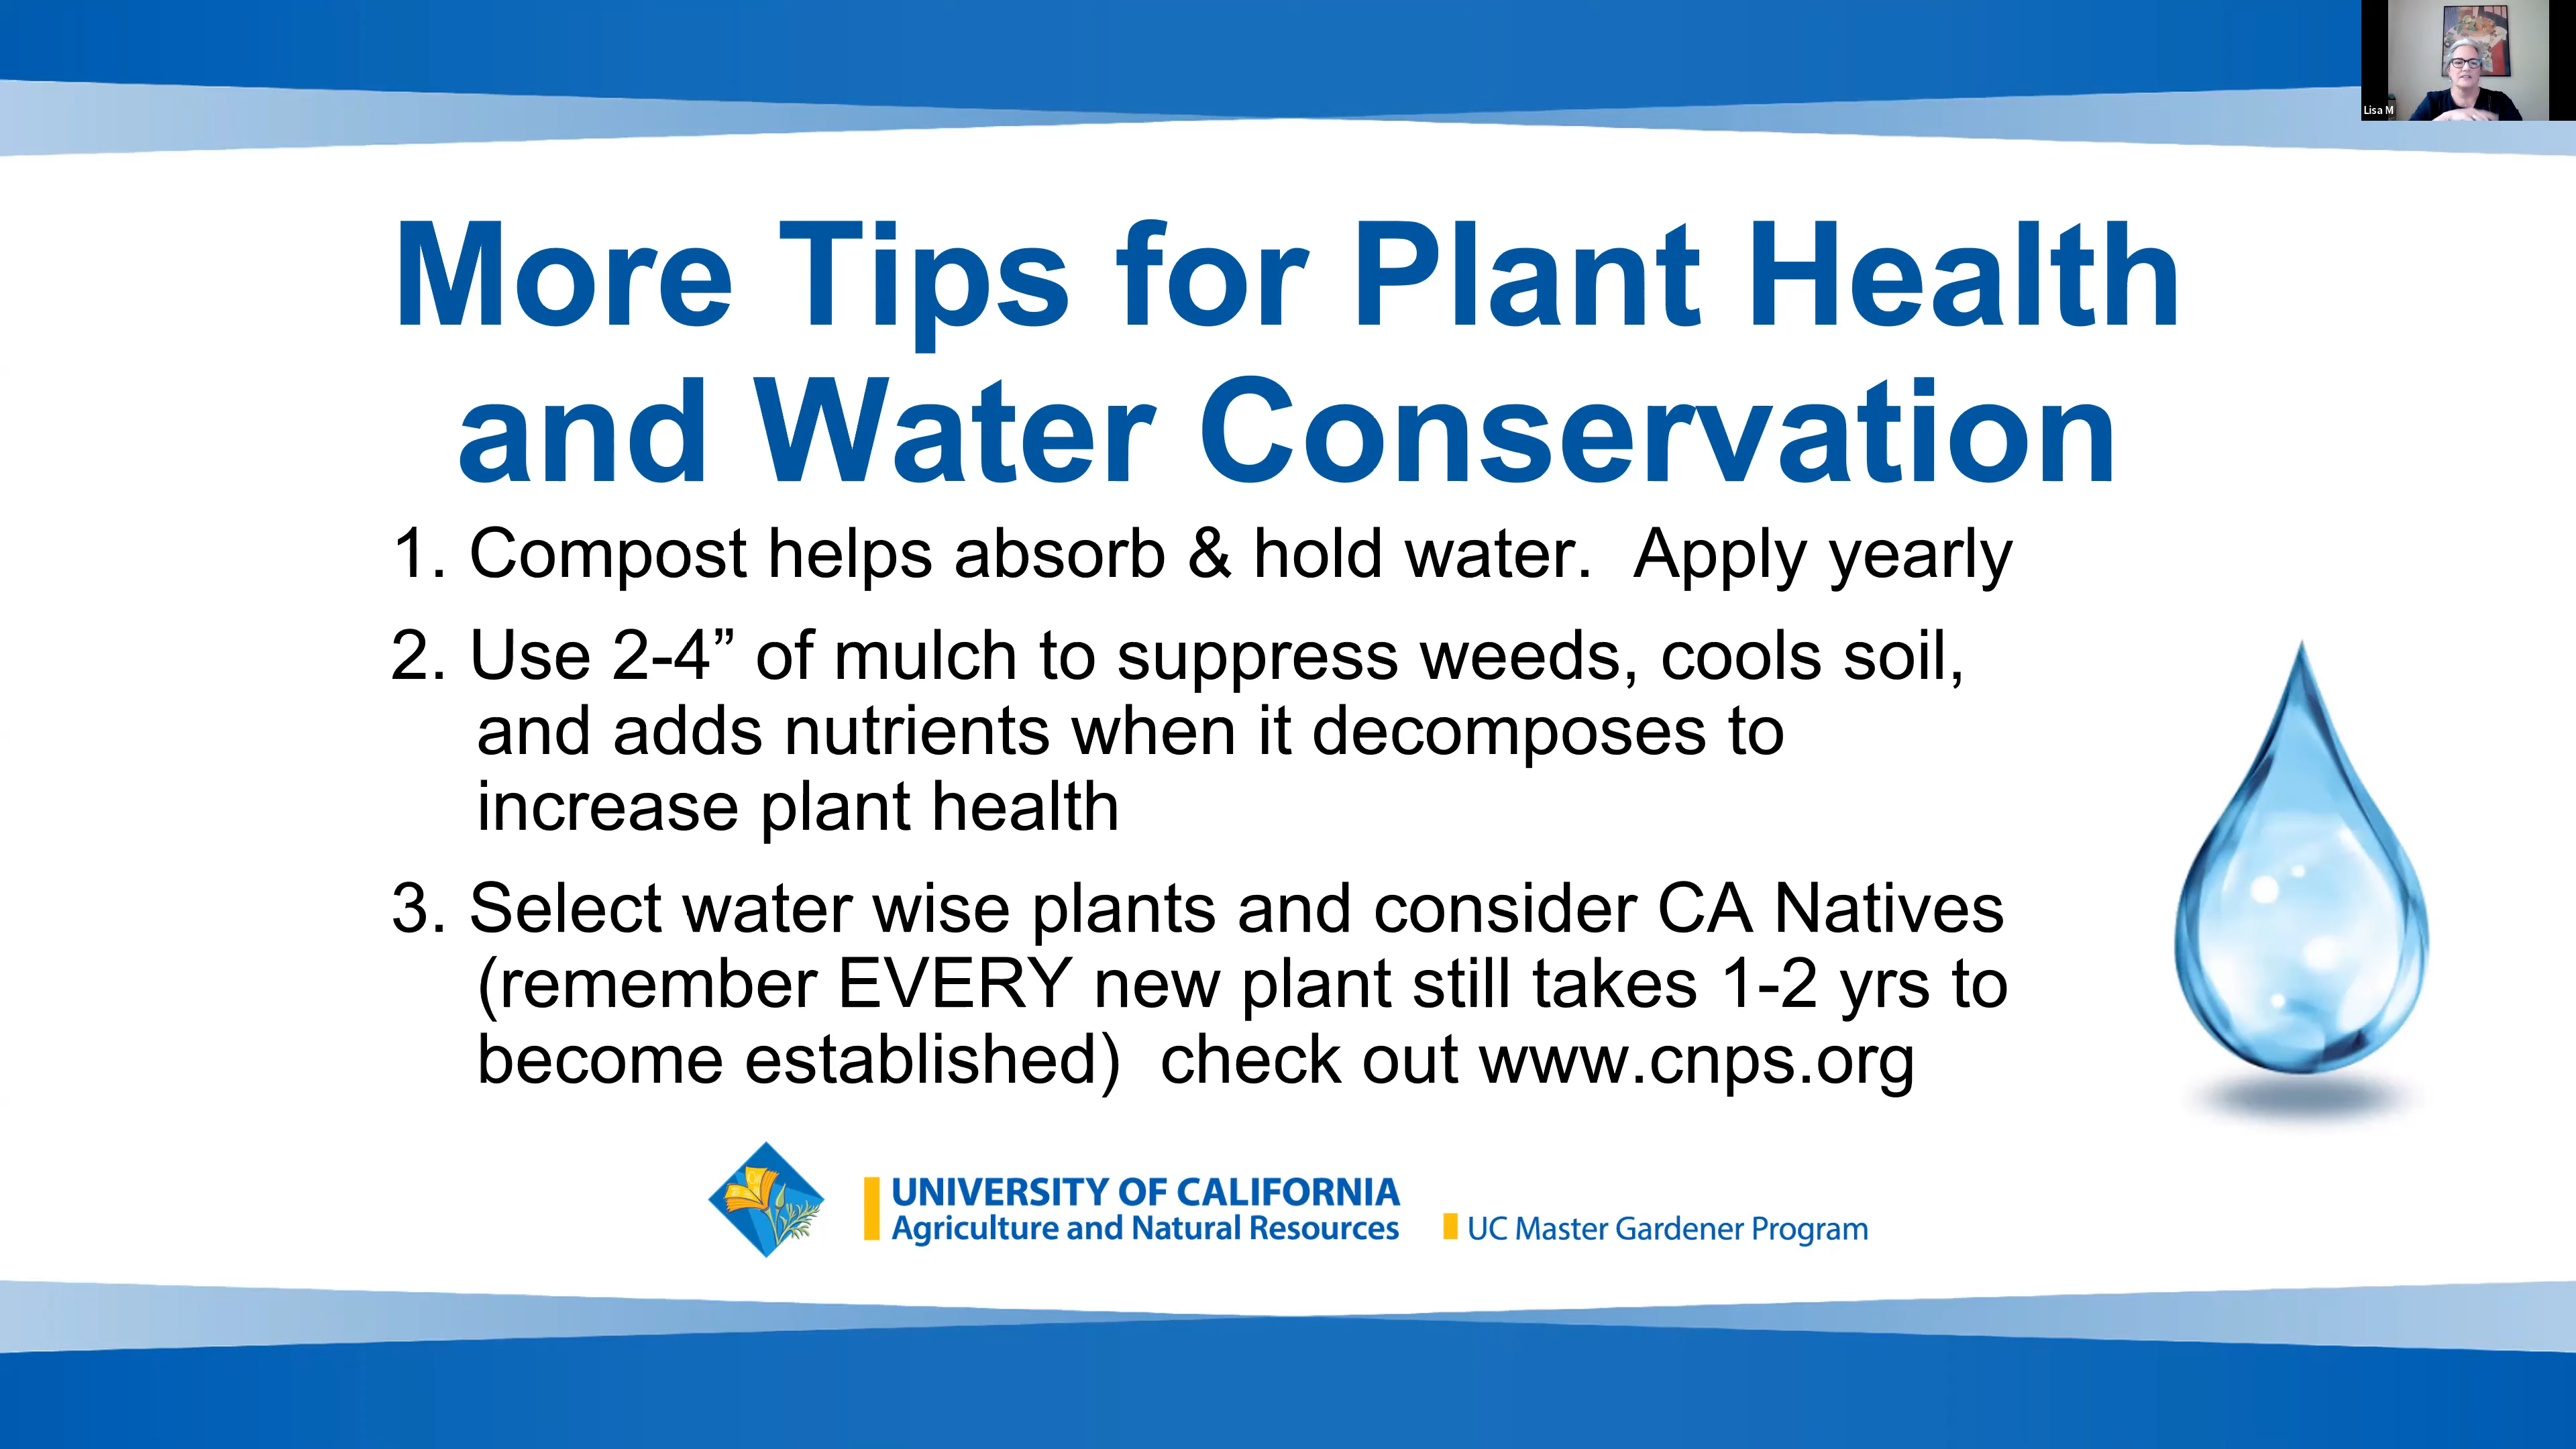 Lisa M
More Tips for Plant Health
and Water Conservation
1. Compost helps absorb & hold water.  Apply yearly
2. Use 2-4” of mulch to suppress weeds, cools soil,
and adds nutrients when it decomposes to
increase plant health
3. Select water wise plants and consider CA Natives
(remember EVERY new plant still takes 1-2 yrs to
become established)  check out www.cnps.org
UNIVERSITY OF CALIFORNIA
Agriculture and Natural Resources
UC Master Gardener Program